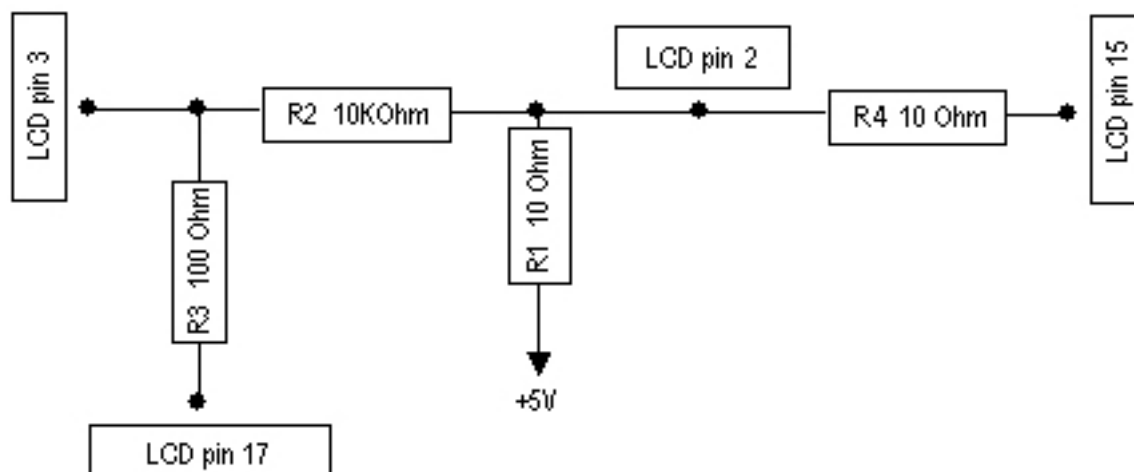 LCD pin 3
R2 10KOhm
LCD pin 2
R4 10 Ohm
LCD pin 15
R3 100 Ohm
R1 10 Ohm
+5V
LCD pin 17